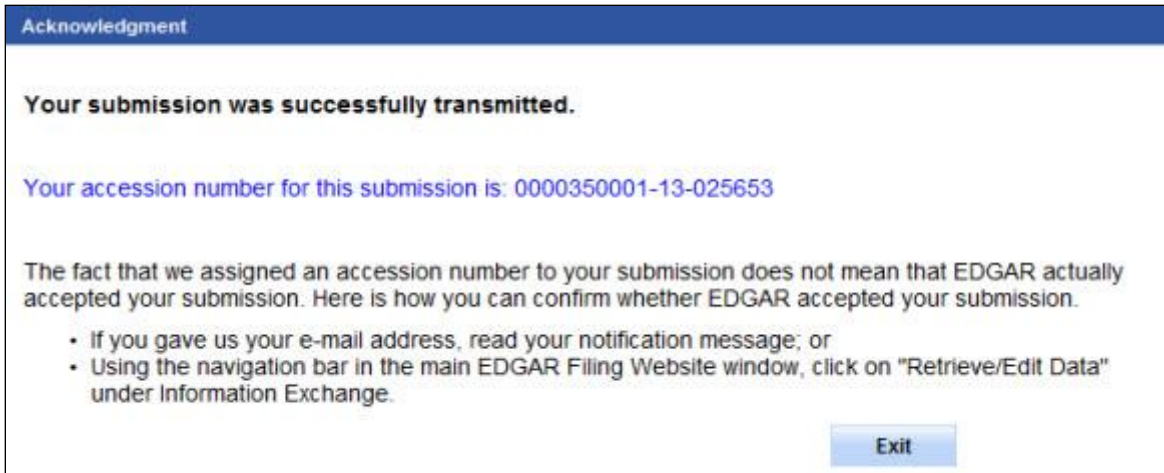 Acknowledgment
Your submission was successfully transmitted.
Your accession number for this submission is: 0000350001-13-025653
The fact that we assigned an accession number to your submission does not mean that EDGAR actually
accepted your submission. Here is how you can confirm whether EDGAR accepted your submission.
• If you gave us your e-mail address, read your notification message; or
• Using the navigation bar in the main EDGAR Filing Website window, click on "Retrieve/Edit Data"
under Information Exchange.
Exit